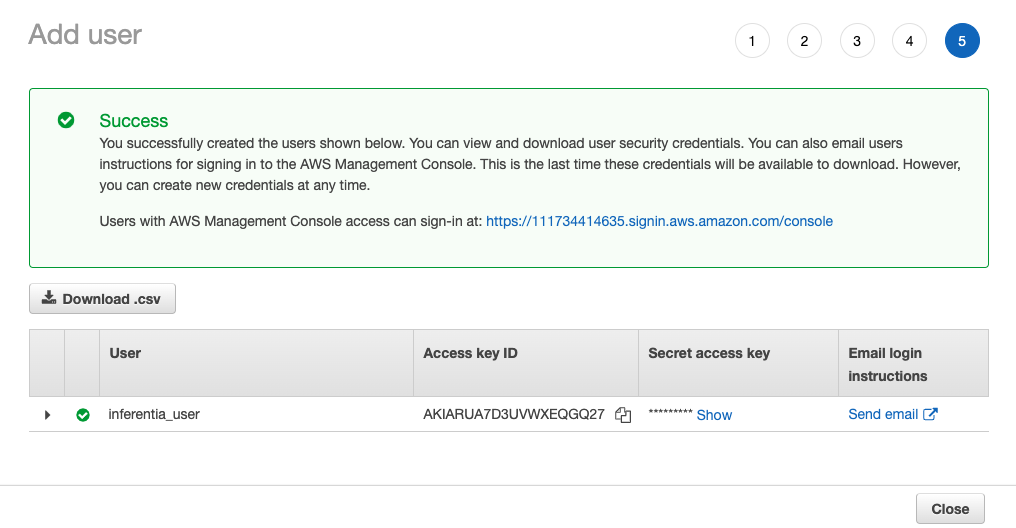 Add user
1 2 3 4 5
Success
You successfully created the users shown below. You can view and download user security credentials. You can also email users
instructions for signing in to the AWS Management Console. This is the last time these credentials will be available to download. However,
you can create new credentials at any time.
Users with AWS Management Console access can sign-in at: https://111734414635.signin.aws.amazon.com/console
Download .csv
User Access key ID Secret access key Email login
instructions
inferentia_user AKIARUA7D3UVWXEQGQ27 ********* Show Send email
Close